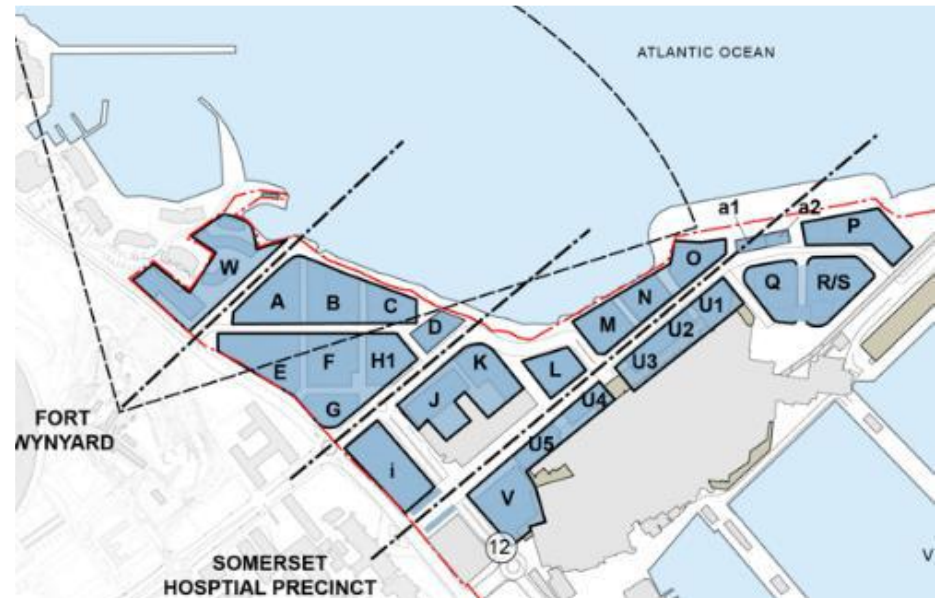 ATLANTIC OCEAN
a1
a2
P
O
W
Q
R/S
A
B
C
N
U1
M
U2
D
F
H1
K
L
U3
E
J
U4
G
FORT
WYNYARD
U5
i
V
12
SOMERSET
HOSPTIAL PRECINCT
V